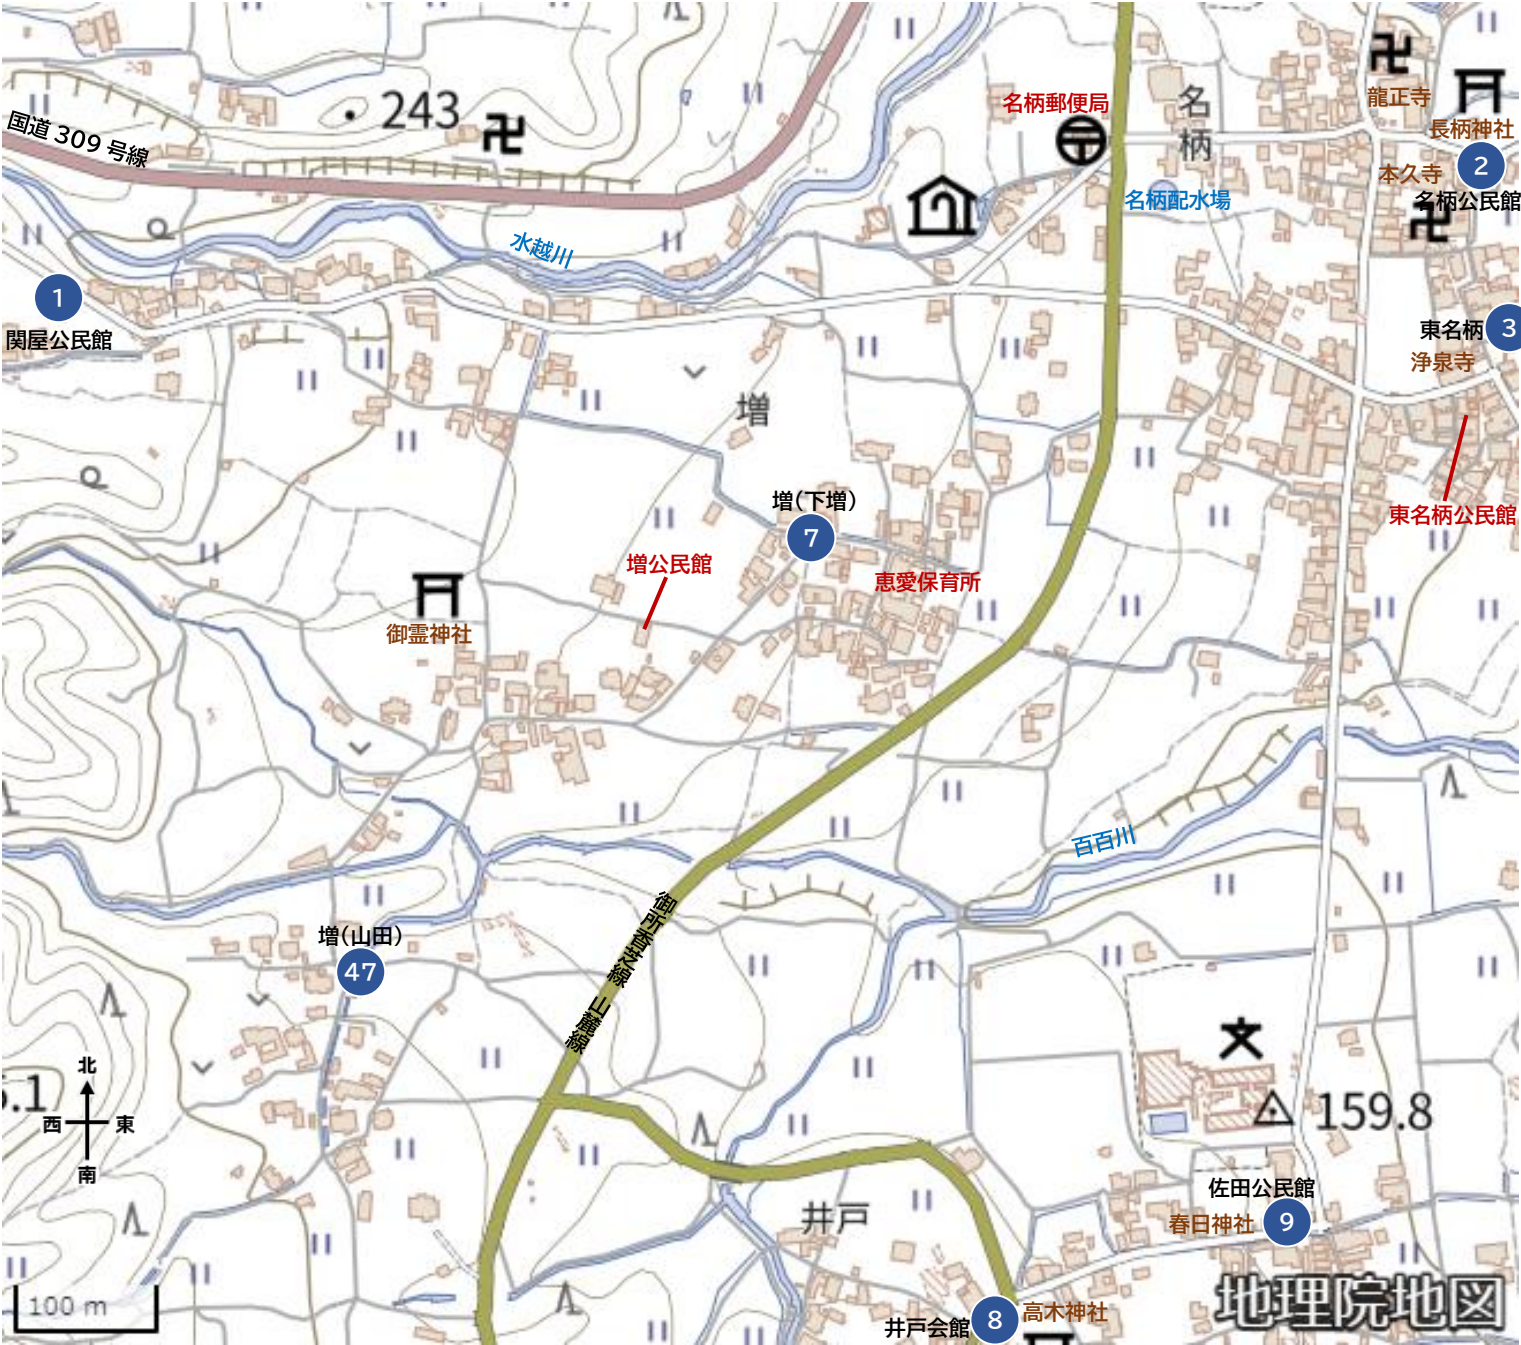 龍正寺
長柄神社
2
本久寺
名柄公民館
名柄郵便局
名柄
名柄配水場
243
国道 309 号線
水越川
1
関屋公民館
東名柄
3
浄泉寺
増
増(下増)
7
東名柄公民館
増公民館
恵愛保育所
御霊神社
百百川
御所香芝線 山麓線
増(山田)
47
北
西
東
南
.1
文
159.8
佐田公民館
春日神社
9
井戸
100 m
井戸会館
8
高木神社
地理院地図